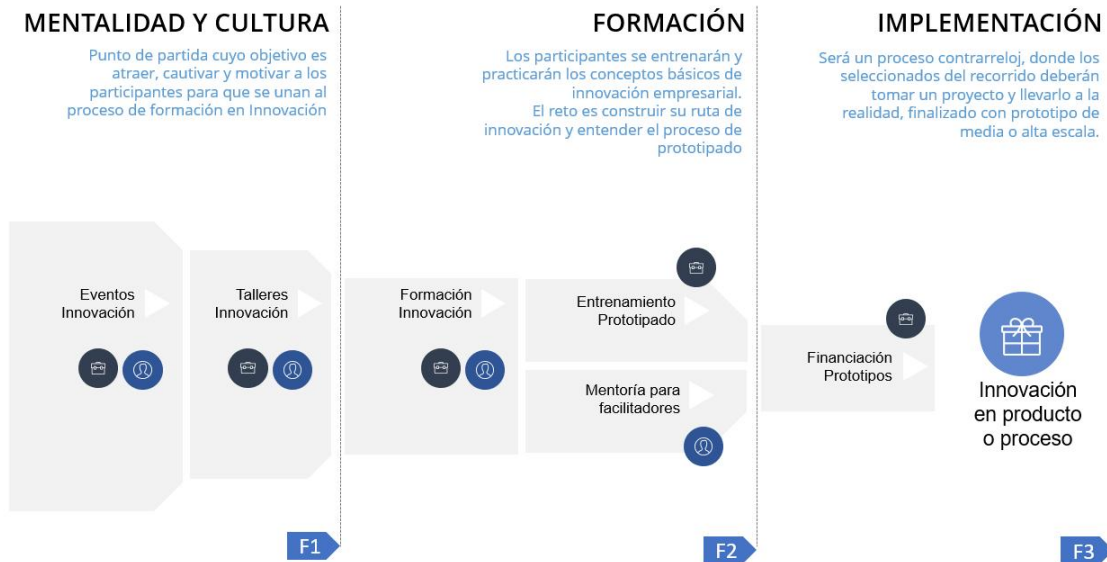 MENTALIDAD Y CULTURA
Punto de partida cuyo objetivo es
atraer, cautivar y motivar a los
participantes para que se unan al
proceso de formación en Innovación
FORMACIÓN
Los participantes se entrenarán y
practicarán los conceptos básicos de
innovación empresarial.
El reto es construir su ruta de
innovación y entender el proceso de
prototipado
IMPLEMENTACIÓN
Será un proceso contrarreloj, donde los
seleccionados del recorrido deberán
tomar un proyecto y llevarlo a la
realidad, finalizado con prototipo de
media o alta escala.
Eventos
Innovación
Talleres
Innovación
Formación
Innovación
Entrenamiento
Prototipado
Mentoría para
facilitadores
Financiación
Prototipos
Innovación
en producto
o proceso
F1
F2
F3